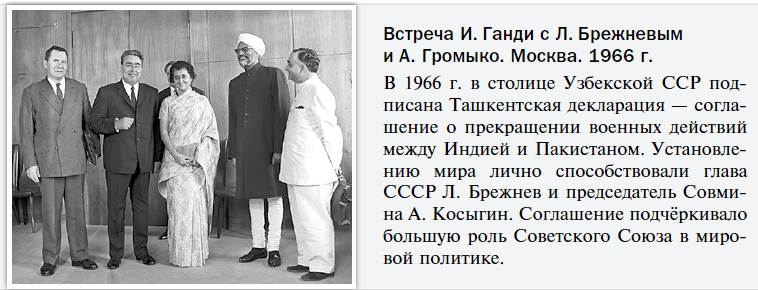 Встреча И. Ганди с Л. Брежневым
и А. Громыко. Москва. 1966 г.
В 1966 г. в столице Узбекской ССР под-
писана Ташкентская декларация — согла-
шение о прекращении военных действий
между Индией и Пакистаном. Установле-
нию мира лично способствовали глава
СССР Л. Брежнев и председатель Совми-
на А. Косыгин. Соглашение подчёркивало
большую роль Советского Союза в миро-
вой политике.